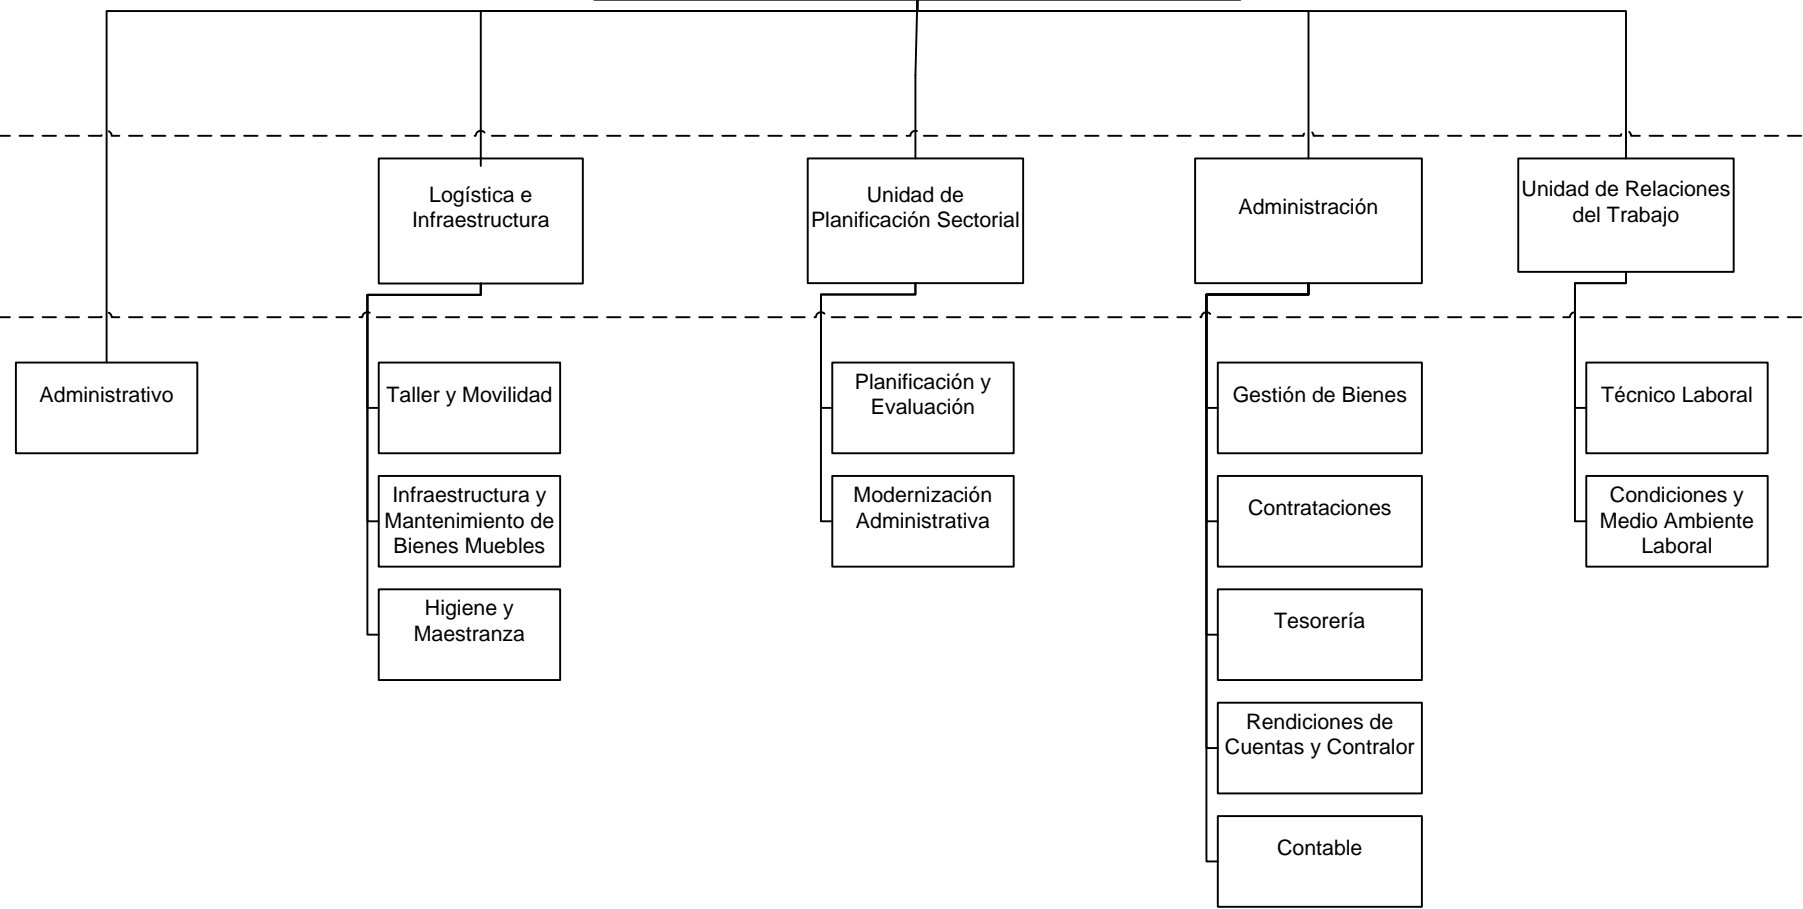 Logística e
Infraestructura
Unidad de
Planificación Sectorial
Administración
Unidad de Relaciones
del Trabajo
Administrativo
Taller y Movilidad
Infraestructura y
Mantenimiento de
Bienes Muebles
Higiene y
Maestranza
Planificación y
Evaluación
Modernización
Administrativa
Gestión de Bienes
Contrataciones
Tesorería
Rendiciones de
Cuentas y Contralor
Contable
Técnico Laboral
Condiciones y
Medio Ambiente
Laboral